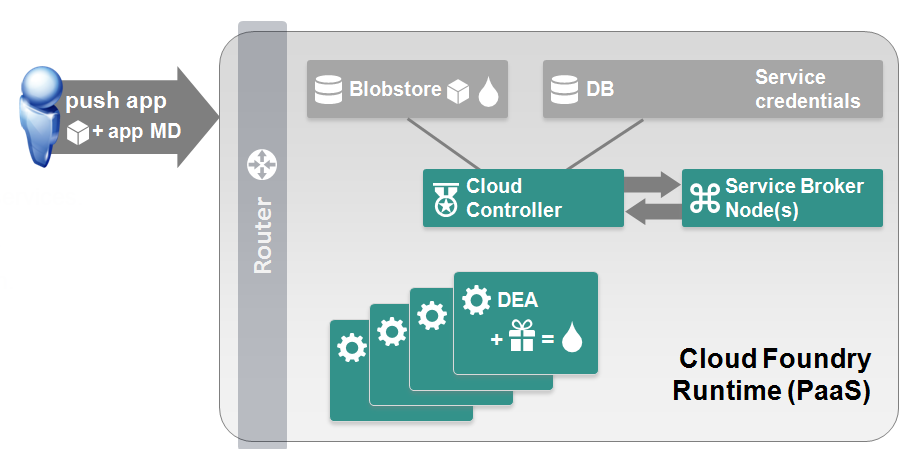 push app
+ app MD
Router
Blobstore
DB
Service
credentials
Cloud
Controller
Service Broker
Node(s)
DEA
+ =
Cloud Foundry
Runtime (PaaS)